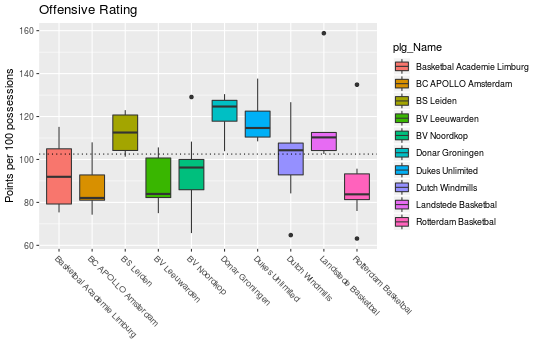 Offensive Rating
Points per 100 possessions
160
140
120
100
80
60
Basketbal Academie Limburg
BC APOLLO Amsterdam
BS Leiden
BV Leeuwarden
BV Noordkop
Donar Groningen
Dukes Unlimited
Dutch Windmills
Landstede Basketbal
Rotterdam Basketbal
plg_Name
Basketbal Academie Limburg
BC APOLLO Amsterdam
BS Leiden
BV Leeuwarden
BV Noordkop
Donar Groningen
Dukes Unlimited
Dutch Windmills
Landstede Basketbal
Rotterdam Basketbal